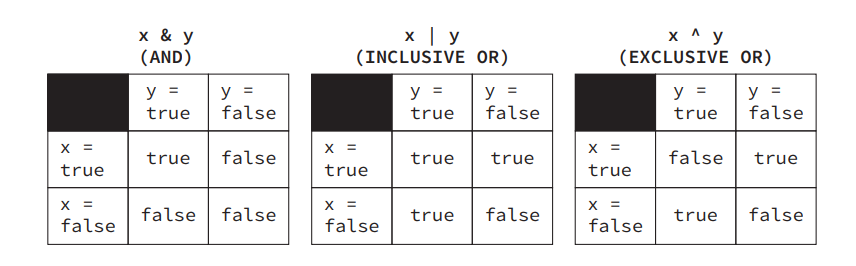 x & y
(AND)
y =
true
y =
false
x =
true
true
false
x =
false
false
false
x | y
(INCLUSIVE OR)
y =
true
y =
false
x =
true
true
true
x =
false
true
false
x ^ y
(EXCLUSIVE OR)
y =
true
y =
false
x =
true
false
true
x =
false
true
false